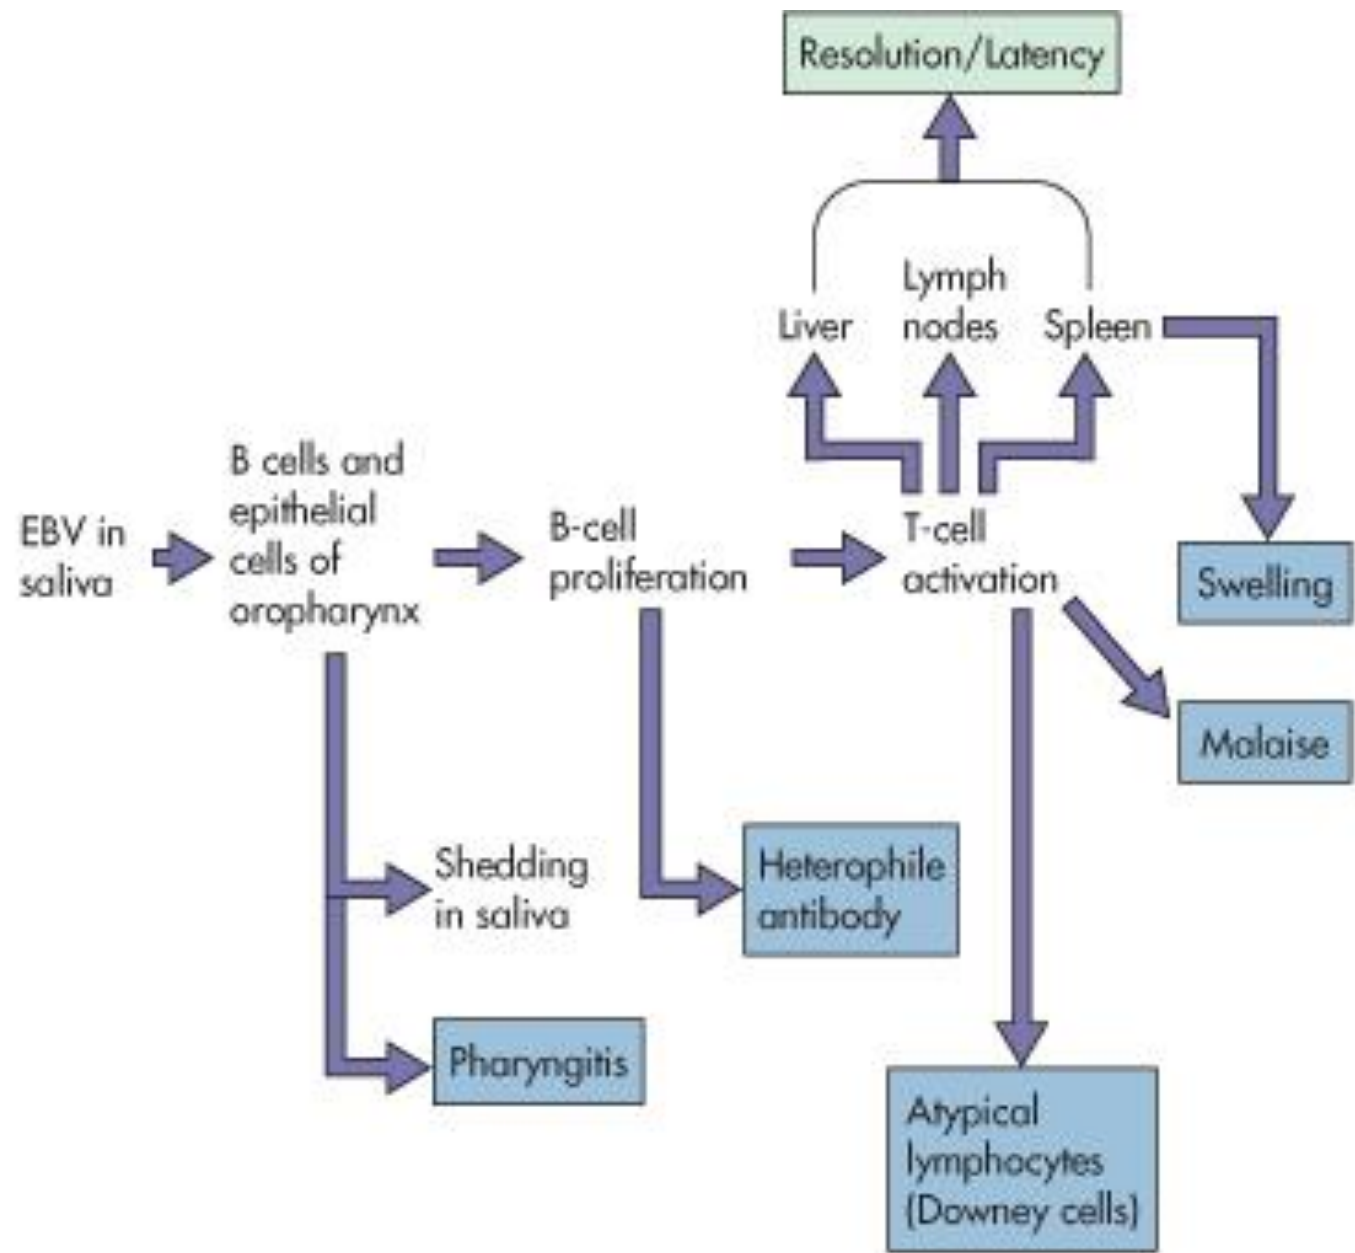 Resolution/Latency
Lymph
nodes
Liver
Spleen
B cells and
epithelial
cells of
oropharynx
EBV in
saliva
B-cell
proliferation
T-cell
activation
Swelling
Malaise
Shedding
in saliva
Heterophile
antibody
Pharyngitis
Atypical
lymphocytes
(Downey cells)